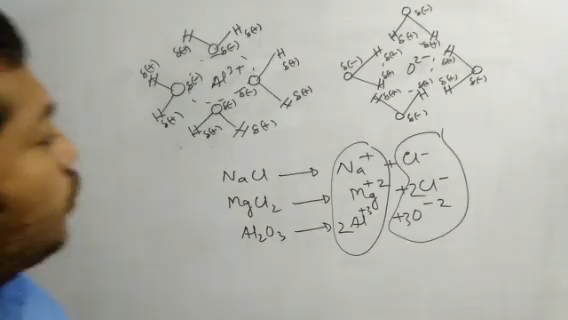 H H H δ(-)
δ(+) δ(-) δ(+) H δ(+) δ(+) H
δ(+) δ(-) Al³⁺ δ(+) δ(-) H δ(+) H δ(+)
H δ(-) δ(+) O²⁻ δ(-)
δ(-) δ(-) H δ(+) δ(+) H δ(+)
H δ(+) H H δ(+) H δ(+) H δ(+) H
δ(+) δ(-)
NaCl → Na⁺ + Cl⁻
MgCl₂ → Mg⁺² + 2Cl⁻
Al₂O₃ → 2Al⁺³ + 3O⁻²